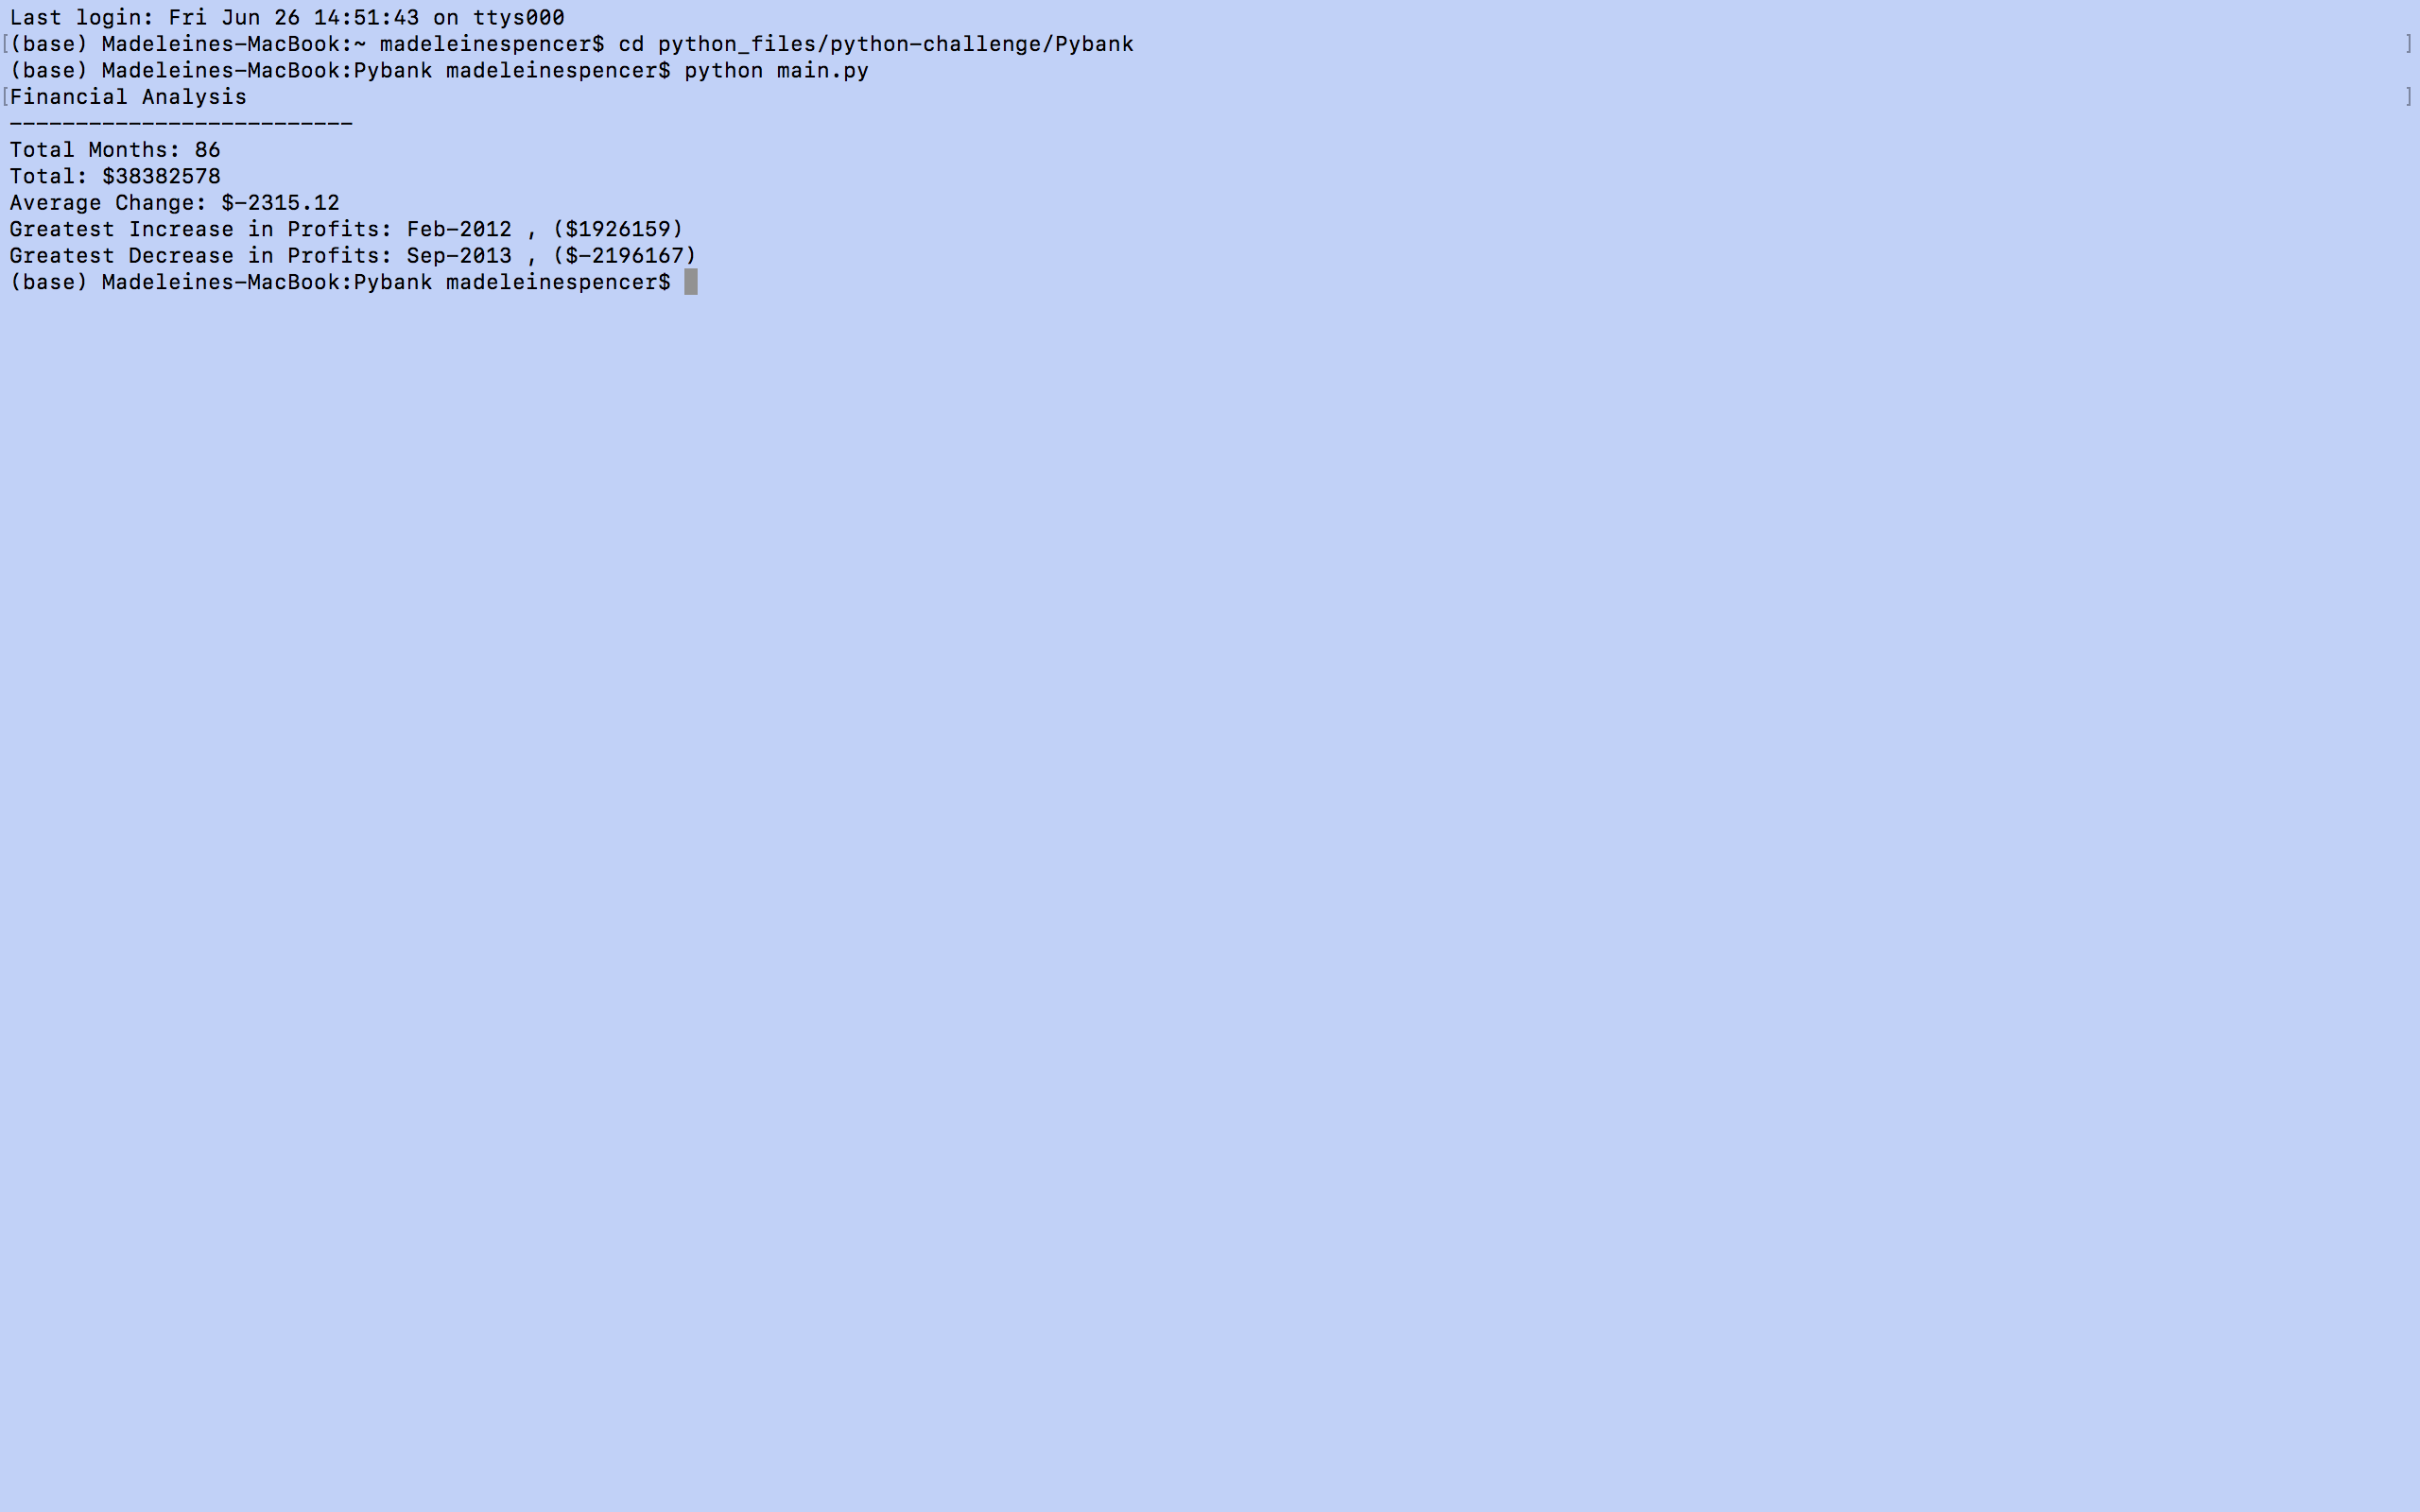 Last login: Fri Jun 26 14:51:43 on ttys000
[(base) Madeleines-MacBook:~ madeleinespencer$ cd python_files/python-challenge/Pybank ]
(base) Madeleines-MacBook:Pybank madeleinespencer$ python main.py
[Financial Analysis ]
--------------------------
Total Months: 86
Total: $38382578
Average Change: $-2315.12
Greatest Increase in Profits: Feb-2012 , ($1926159)
Greatest Decrease in Profits: Sep-2013 , ($-2196167)
(base) Madeleines-MacBook:Pybank madeleinespencer$